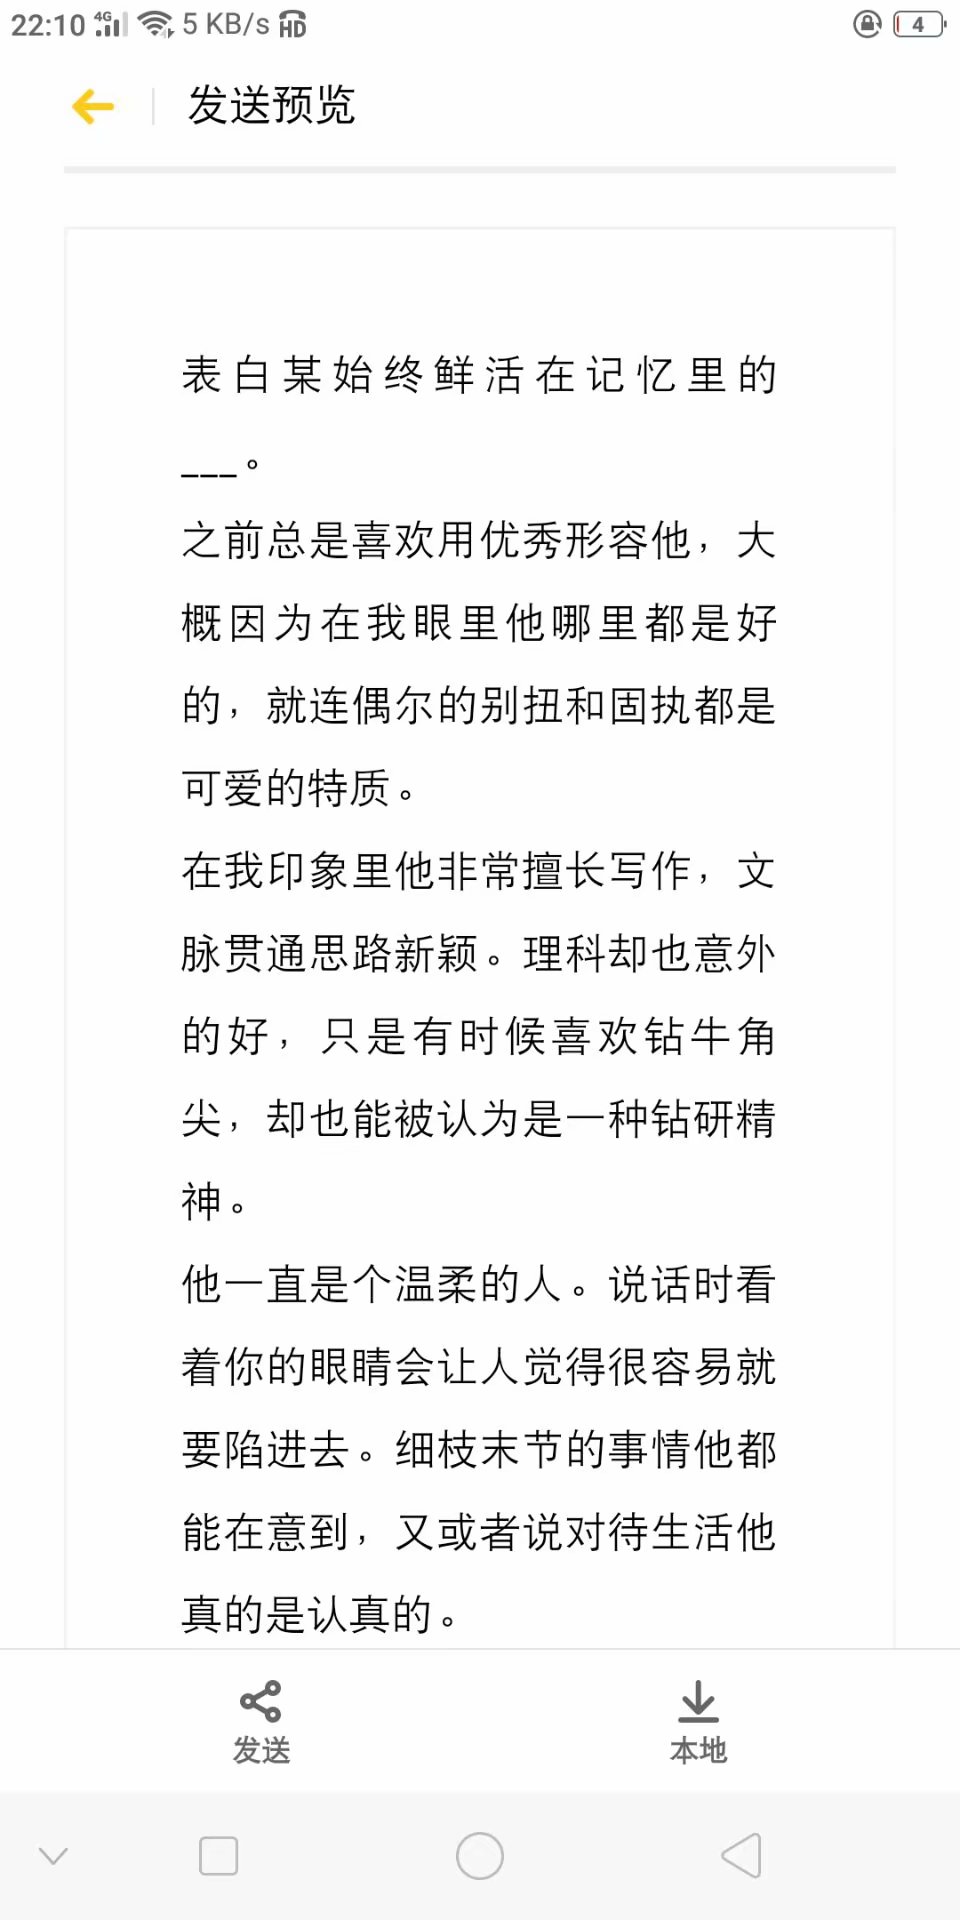 22:10 4G 5 KB/s HD 4
发送预览
表白某始终鲜活在记忆里的
___。
之前总是喜欢用优秀形容他，大
概因为在我眼里他哪里都是好
的，就连偶尔的别扭和固执都是
可爱的特质。
在我印象里他非常擅长写作，文
脉贯通思路新颖。理科却也意外
的好，只是有时候喜欢钻牛角
尖，却也能被认为是一种钻研精
神。
他一直是个温柔的人。说话时看
着你的眼睛会让人觉得很容易就
要陷进去。细枝末节的事情他都
能在意到，又或者说对待生活他
真的是认真的。
发送
本地